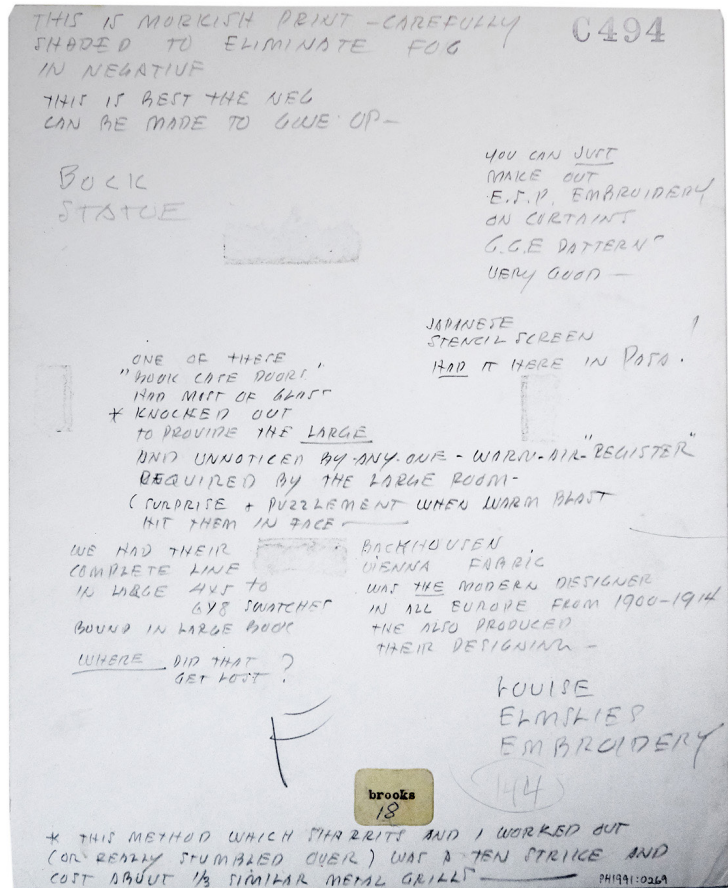 THIS IS MORKISH PRINT – CAREFULLY
SHADED TO ELIMINATE FOG
IN NEGATIVE
C494
THIS IS BEST THE NEG
CAN BE MADE TO GIVE UP –
BOCK
STATUE
YOU CAN JUST
MAKE OUT
E.S.P. EMBROIDERY
ON CURTAINS
G.G.E PATTERN"
VERY GOOD —
JAPANESE
STENCIL SCREEN
HAD IT HERE IN PASA. !
ONE OF THESE
"BOOK CASE DOORS"
HAD MOST OF GLASS
* KNOCKED OUT
TO PROVIDE THE LARGE
AND UNNOTICED BY-ANY-ONE - WARM-AIR-"REGISTER"
REQUIRED BY THE LARGE ROOM-
(SURPRISE + PUZZLEMENT WHEN WARM BLAST
HIT THEM IN FACE —
WE HAD THEIR
COMPLETE LINE
IN LARGE 4X5 TO
6Y8 SWATCHES
BOUND IN LARGE BOOK
WHERE DID THAT
GET LOST ?
BACKHOUSEN
VIENNA FABRIC
WAS THE MODERN DESIGNER
IN ALL EUROPE FROM 1900-1914
THE ALSO PRODUCED
THEIR DESIGNING –
LOUISE
ELMSLIES
EMBROIDERY
F
144
brooks
18
* THIS METHOD WHICH SHARRITS AND I WORKED OUT
(OR REALLY STUMBLED OVER) WAS A TEN STRIKE AND
COST ABOUT 1/3 SIMILAR METAL GRILLS —
PH1991:0269